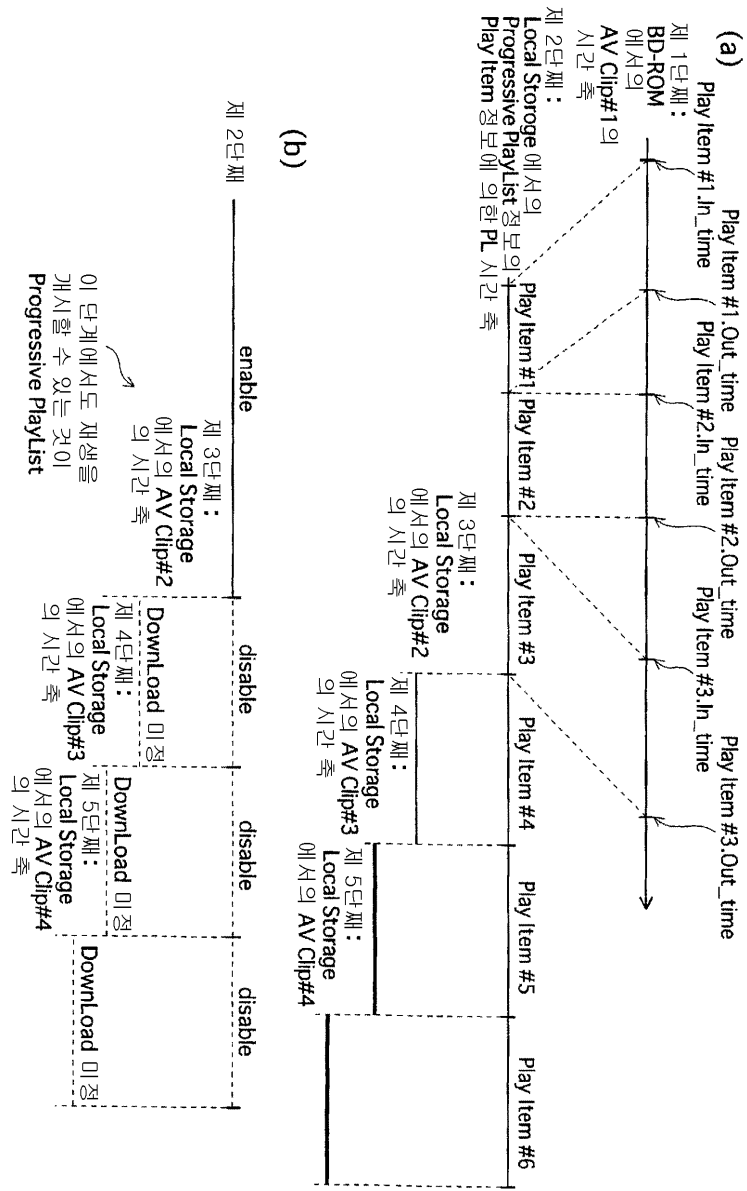 (a)
제 1단째 :
BD-ROM
에서의
AV Clip#1의
시간 축
Play Item #1.In_time
Play Item #1.Out_time
Play Item #2.In_time
Play Item #2.Out_time
Play Item #3.In_time
Play Item #3.Out_time
제 2단째 :
Local Storoge 에서의
Progressive PlayList 정보의
Play Item 정보에 의한 PL 시간 축
Play Item #1
Play Item #2
Play Item #3
Play Item #4
Play Item #5
Play Item #6
제 3단째 :
Local Storage
에서의 AV Clip#2
의 시간 축
제 4단째 :
Local Storage
에서의 AV Clip#3
의 시간 축
제 5단째 :
Local Storage
에서의 AV Clip#4
(b)
제 2단째
enable
disable
disable
disable
이 단계에서도 재생을
개시할 수 있는 것이
Progressive PlayList
제 3단째 :
Local Storage
에서의 AV Clip#2
의 시간 축
DownLoad 미정
제 4단째 :
Local Storage
에서의 AV Clip#3
의 시간 축
DownLoad 미정
제 5단째 :
Local Storage
에서의 AV Clip#4
의 시간 축
DownLoad 미정